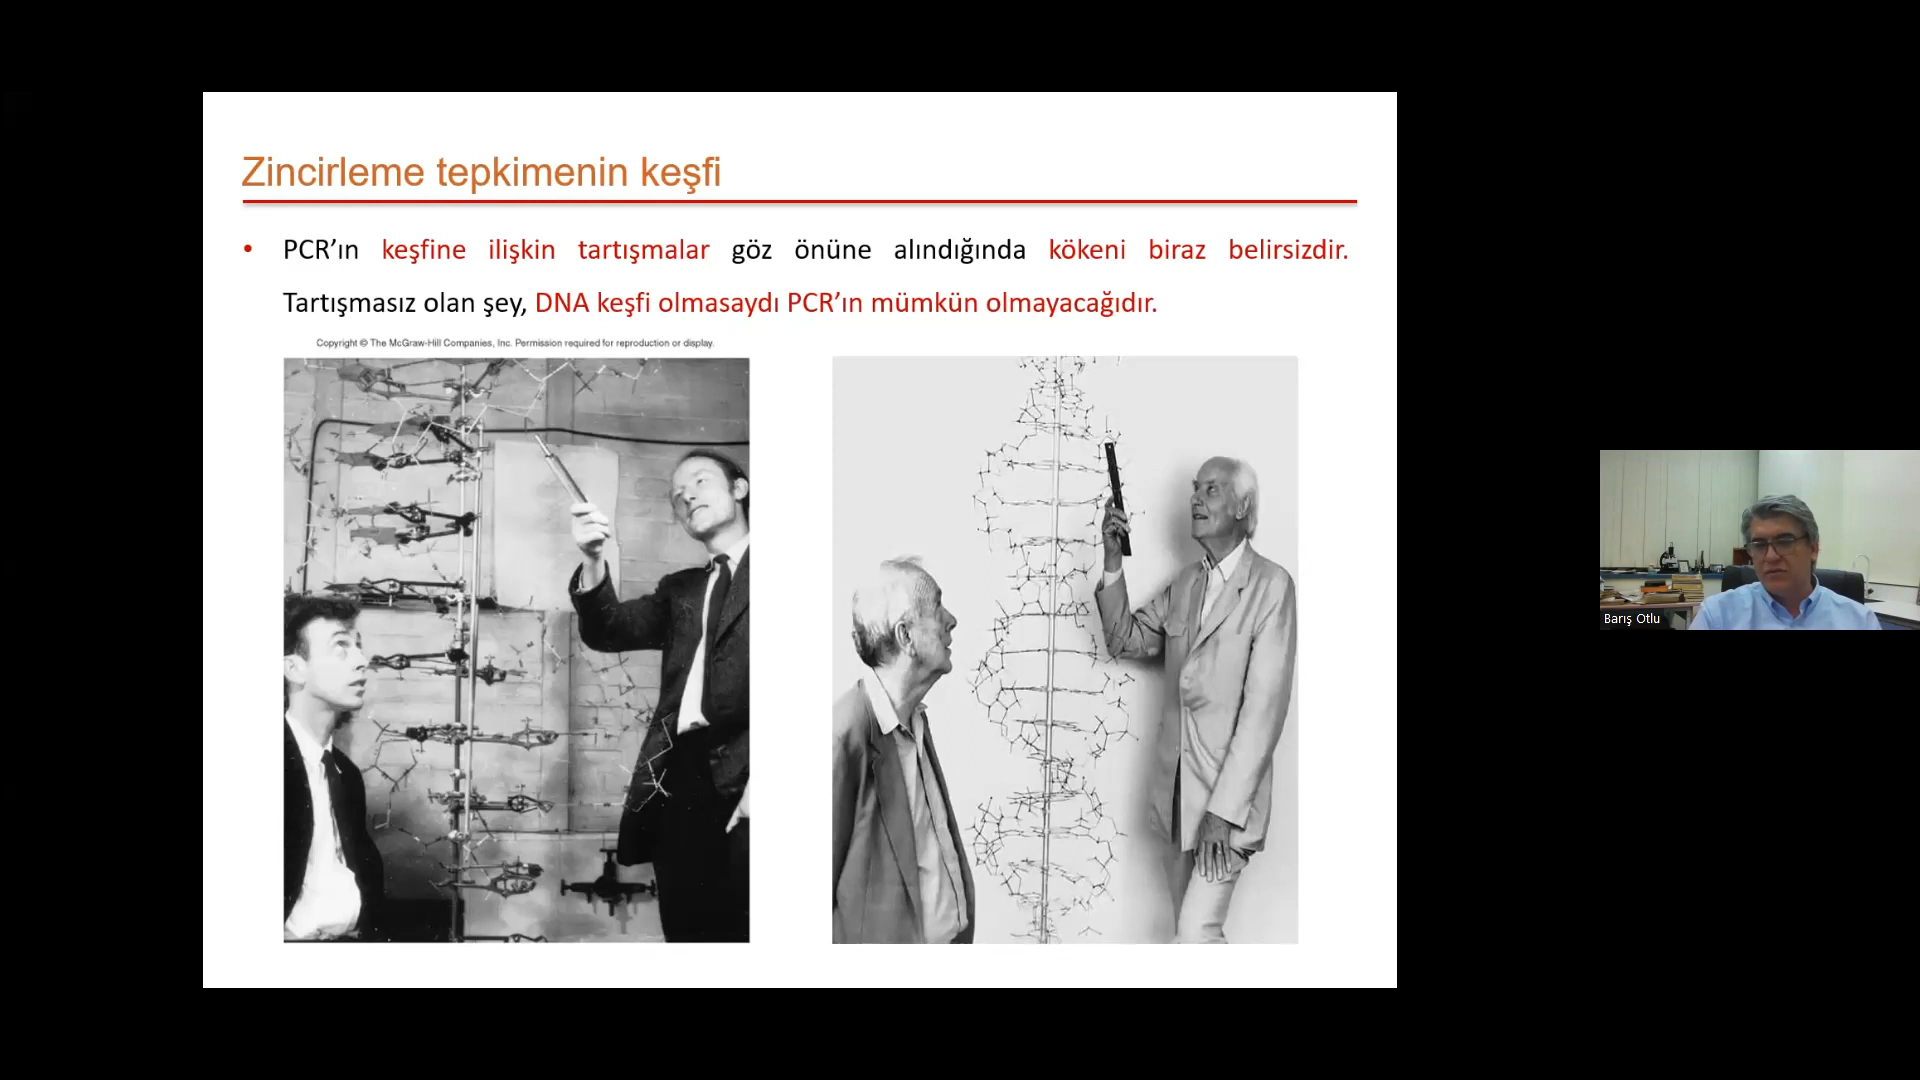 Zincirleme tepkimenin keşfi
• PCR’ın keşfine ilişkin tartışmalar göz önüne alındığında kökeni biraz belirsizdir.
Tartışmasız olan şey, DNA keşfi olmasaydı PCR’ın mümkün olmayacağıdır.
Copyright © The McGraw-Hill Companies, Inc. Permission required for reproduction or display.
Barış Otlu